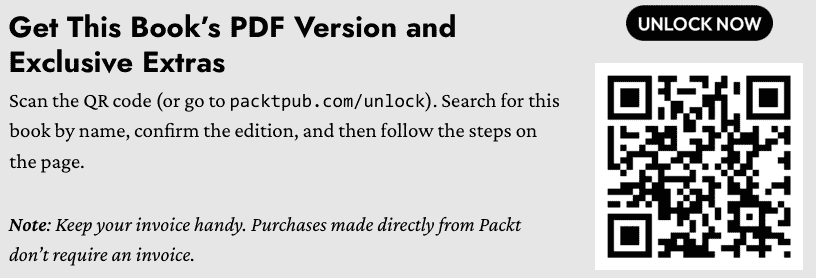 Get This Book’s PDF Version and
Exclusive Extras
UNLOCK NOW
Scan the QR code (or go to packtpub.com/unlock). Search for this
book by name, confirm the edition, and then follow the steps on
the page.
Note: Keep your invoice handy. Purchases made directly from Packt
don’t require an invoice.